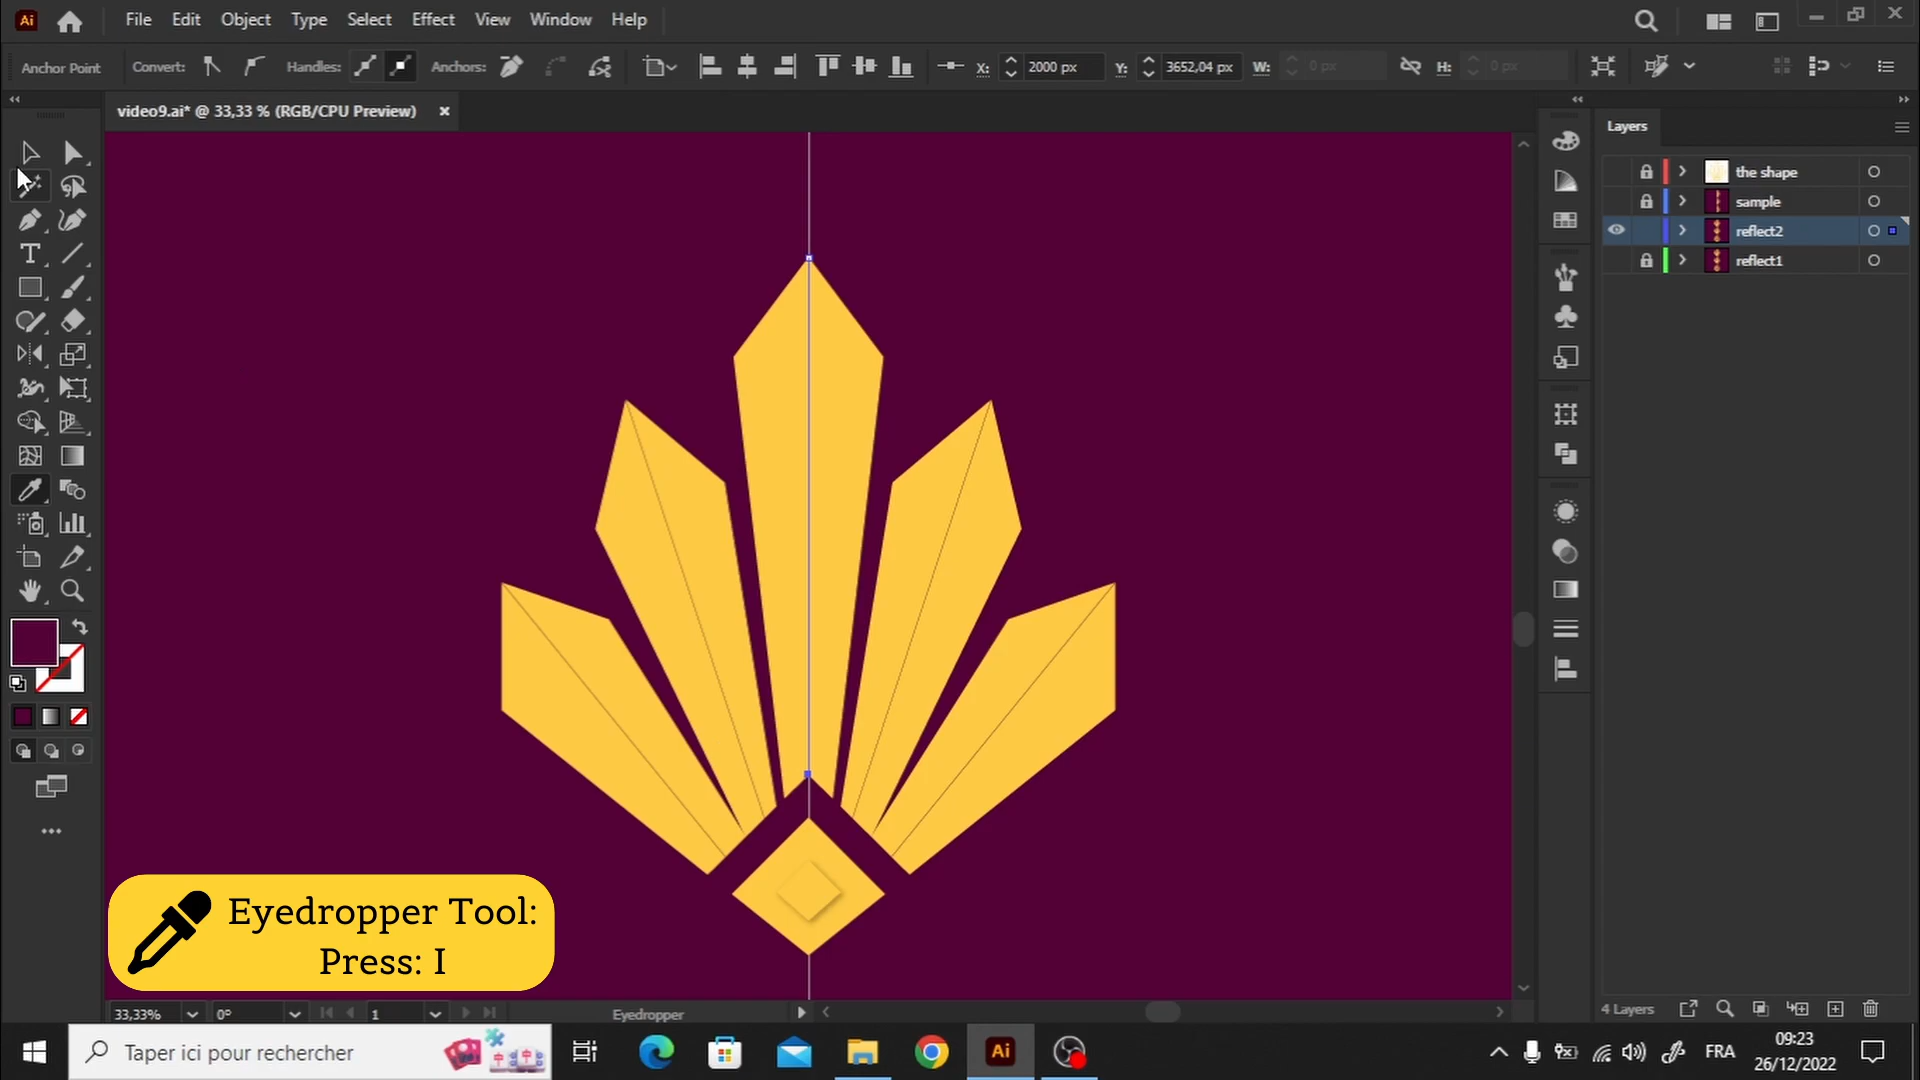 Ai File Edit Object Type Select Effect View Window Help
Anchor Point Convert: Handles: Anchors: X: 2000 px Y: 3652,04 px W: 0 px H: 0 px
video9.ai* @ 33,33 % (RGB/CPU Preview)
Layers
the shape
sample
reflect2
reflect1
Eyedropper Tool:
Press: I
33,33% 0° 1 Eyedropper
4 Layers
Taper ici pour rechercher
Ai
FRA
09:23
26/12/2022